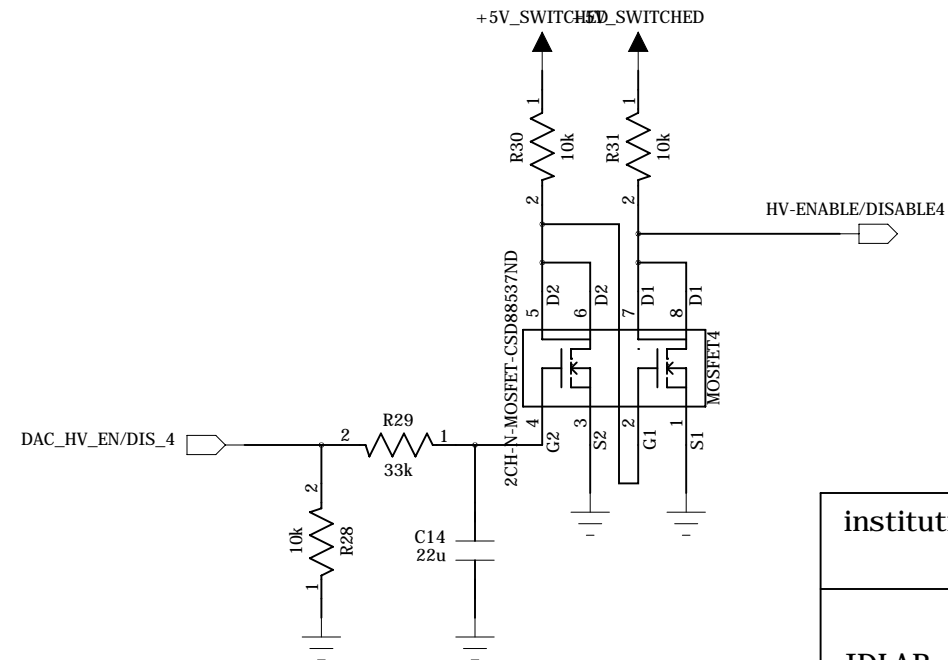 +5V_SWITCHED
+5V_SWITCHED
1
1
R30
10k
R31
10k
2
2
HV-ENABLE/DISABLE4
2CH-N-MOSFET-CSD88537ND
D2
D2
D1
D1
5
6
7
8
MOSFET4
4
3
2
1
G2
S2
G1
S1
DAC_HV_EN/DIS_4
2
R29
1
33k
2
10k
R28
1
C14
22u